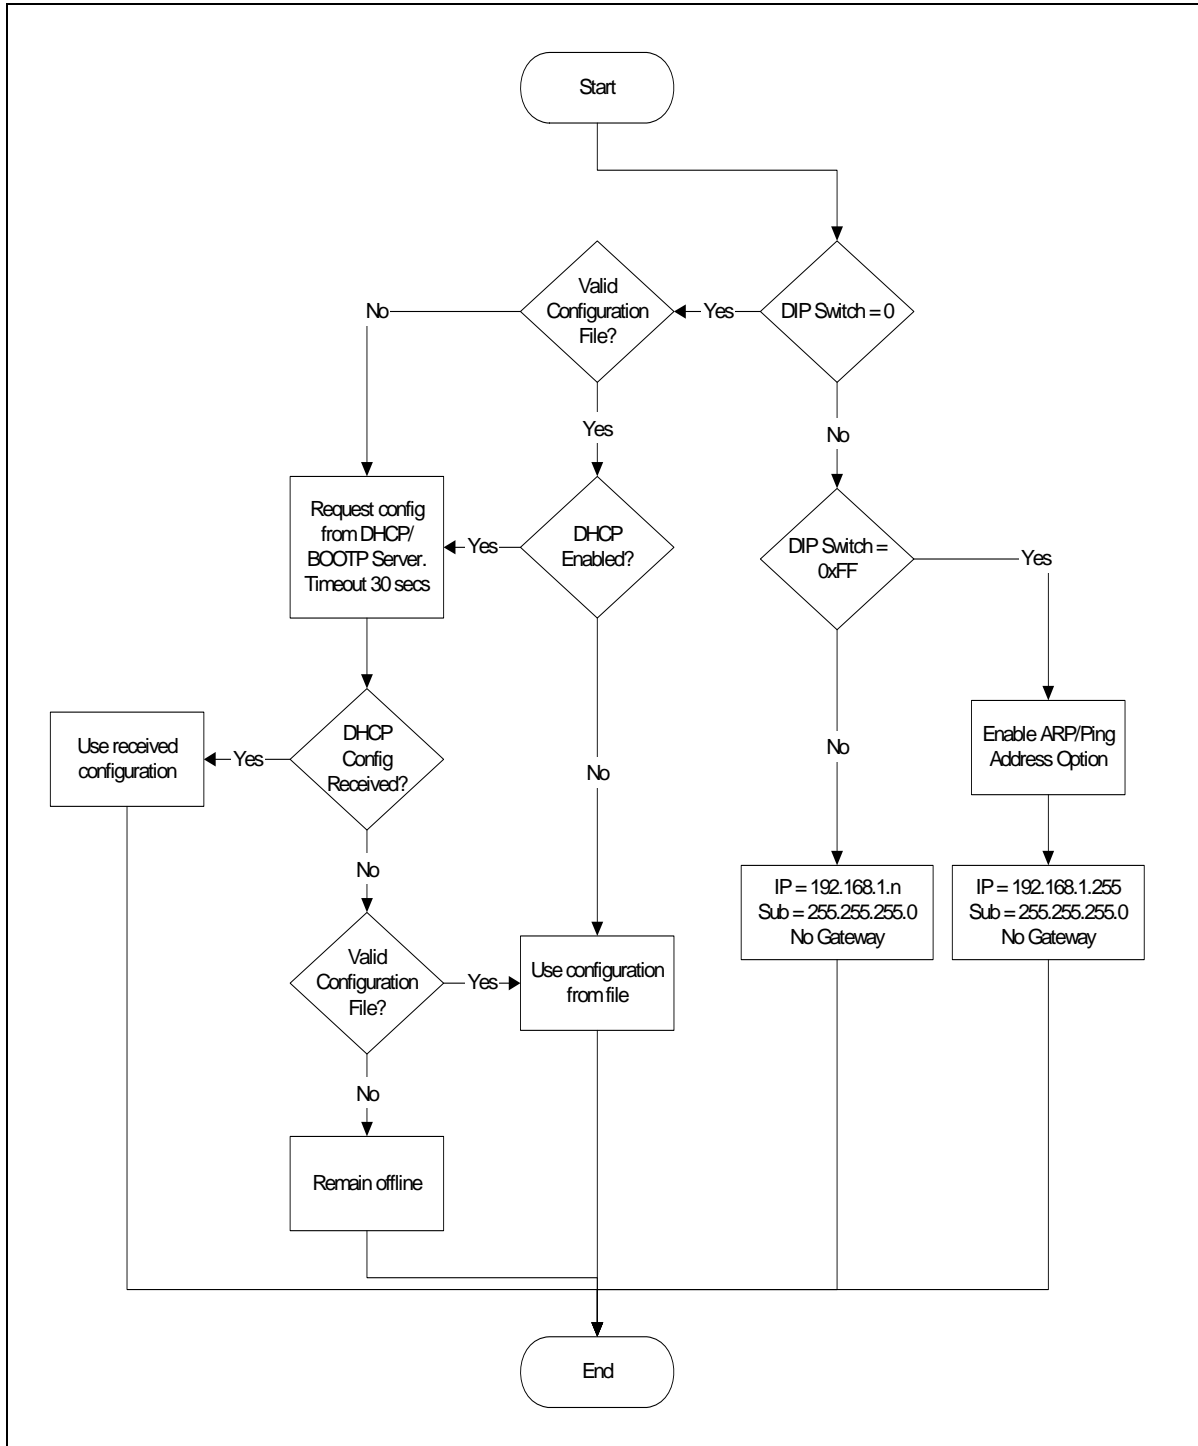 Start
Valid
Configuration
File?
DIP Switch = 0
Yes
No
Yes
No
Request config
from DHCP/
BOOTP Server.
Timeout 30 secs
Yes
DHCP
Enabled?
DIP Switch =
0xFF
Yes
Use received
configuration
Yes
DHCP
Config
Received?
No
No
Enable ARP/Ping
Address Option
No
IP = 192.168.1.n
Sub = 255.255.255.0
No Gateway
IP = 192.168.1.255
Sub = 255.255.255.0
No Gateway
Valid
Configuration
File?
Yes
Use configuration
from file
No
Remain offline
End